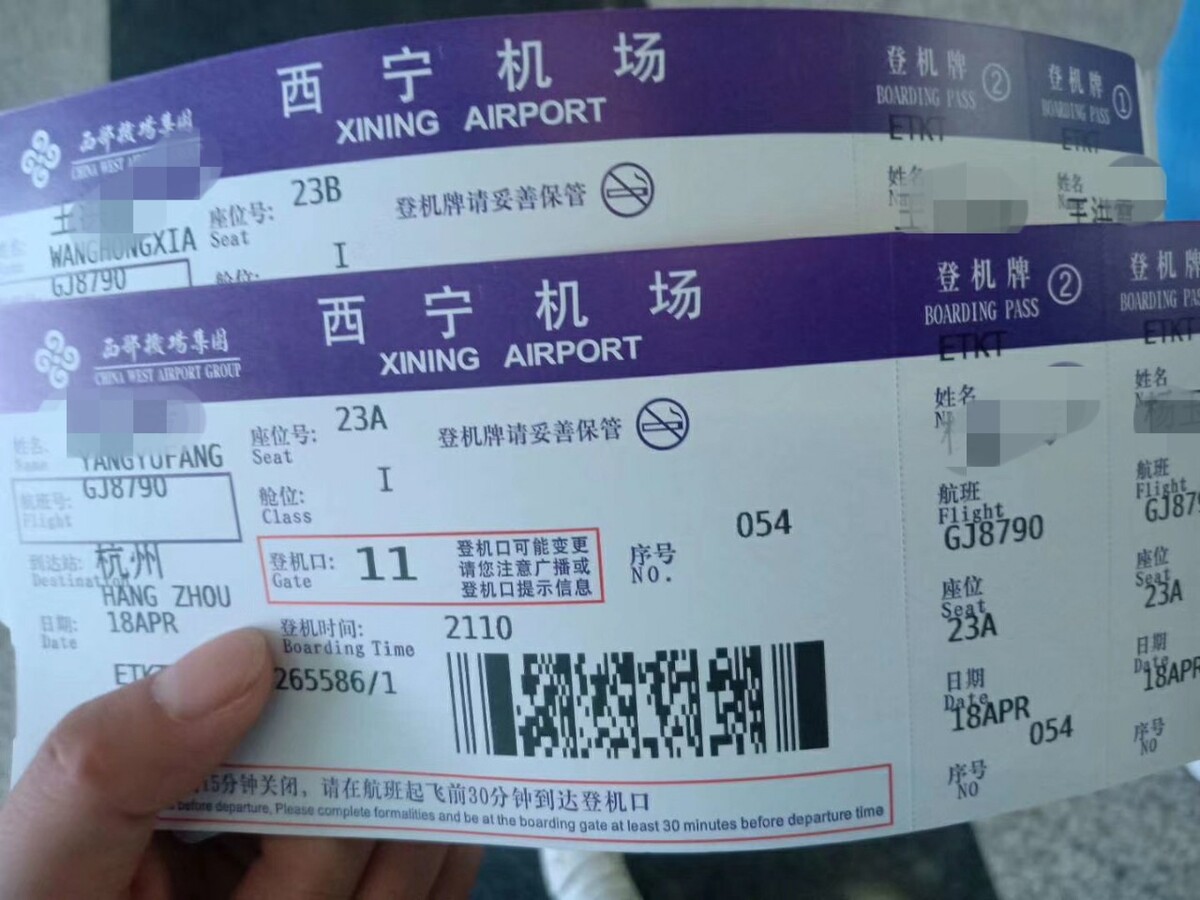 西宁机场
XINING AIRPORT
登机牌 ②
BOARDING PASS
登机牌 ①
BOARDING PASS
西部机场集团
CHINA WEST
ETKT
ETKT
23B
座位号:
Seat
登机牌请妥善保管
姓名
姓名
王洪霞
WANGHONGXIA
I
舱位:
GJ8790
西宁机场
XINING AIRPORT
登机牌 ②
BOARDING PASS
登机牌
BOARDING PASS
西部机场集团
CHINA WEST AIRPORT GROUP
ETKT
ETKT
姓名:
Name
YANGYUFANG
座位号:
Seat
23A
登机牌请妥善保管
姓名
姓名
航班号:
Flight
GJ8790
舱位:
Class
I
航班
Flight
GJ8790
航班
Flight
到达站:
Destination
杭州
HANG ZHOU
登机口:
Gate
11
登机口可能变更
请您注意广播或
登机口提示信息
序号
NO.
054
座位
Seat
23A
座位
Seat
23A
日期:
Date
18APR
登机时间:
Boarding Time
2110
日期
Date
18APR
日期
Date
18APR
265586/1
054
序号
NO
序号
NO
15分钟关闭，请在航班起飞前30分钟到达登机口
before departure, Please complete formalities and be at the boarding gate at least 30 minutes before departure time